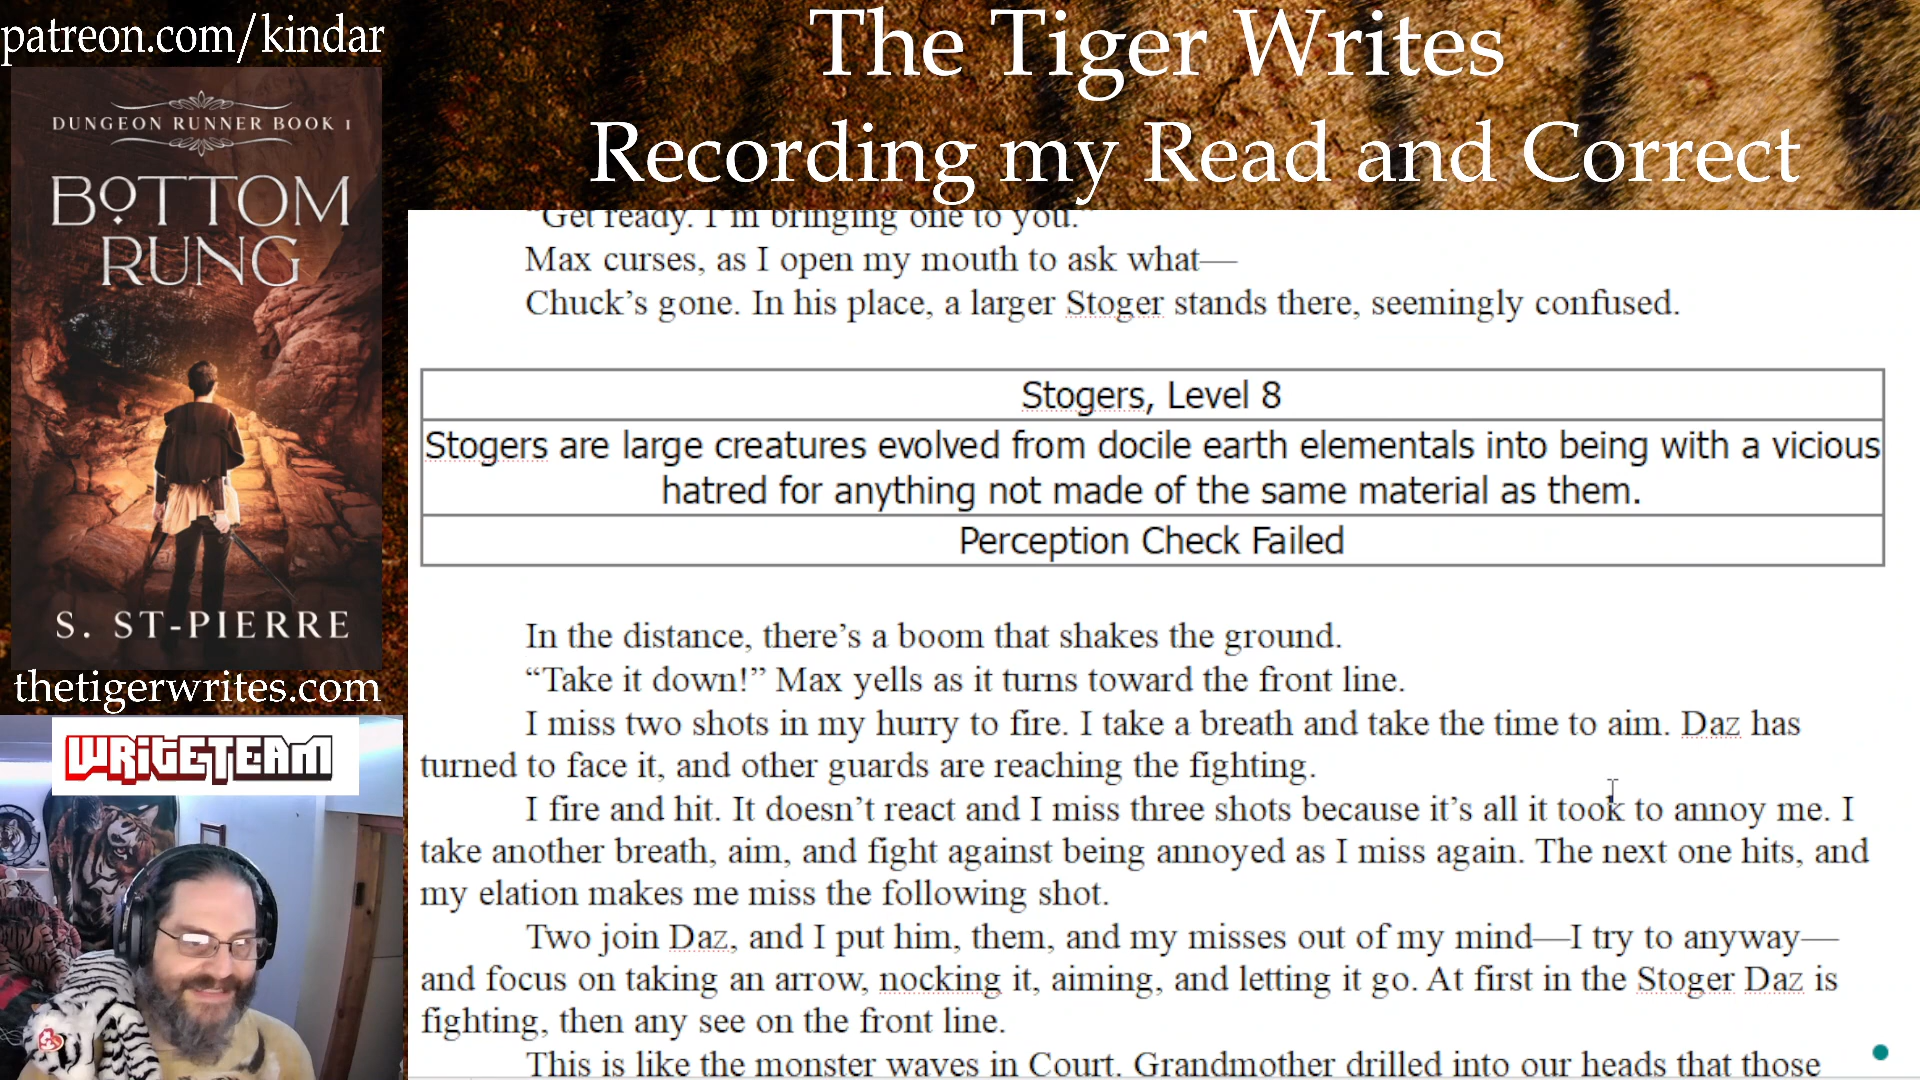 patreon.com/kindar
DUNGEON RUNNER BOOK 1
BOTTOM
RUNG
S. ST-PIERRE
thetigerwrites.com
WRITETEAM
The Tiger Writes
Recording my Read and Correct
“Get ready. I’m bringing one to you.”
Max curses, as I open my mouth to ask what—
Chuck’s gone. In his place, a larger Stoger stands there, seemingly confused.
Stogers, Level 8
Stogers are large creatures evolved from docile earth elementals into being with a vicious
hatred for anything not made of the same material as them.
Perception Check Failed
In the distance, there’s a boom that shakes the ground.
“Take it down!” Max yells as it turns toward the front line.
I miss two shots in my hurry to fire. I take a breath and take the time to aim. Daz has
turned to face it, and other guards are reaching the fighting.
I fire and hit. It doesn’t react and I miss three shots because it’s all it took to annoy me. I
take another breath, aim, and fight against being annoyed as I miss again. The next one hits, and
my elation makes me miss the following shot.
Two join Daz, and I put him, them, and my misses out of my mind—I try to anyway—
and focus on taking an arrow, nocking it, aiming, and letting it go. At first in the Stoger Daz is
fighting, then any see on the front line.
This is like the monster waves in Court. Grandmother drilled into our heads that those